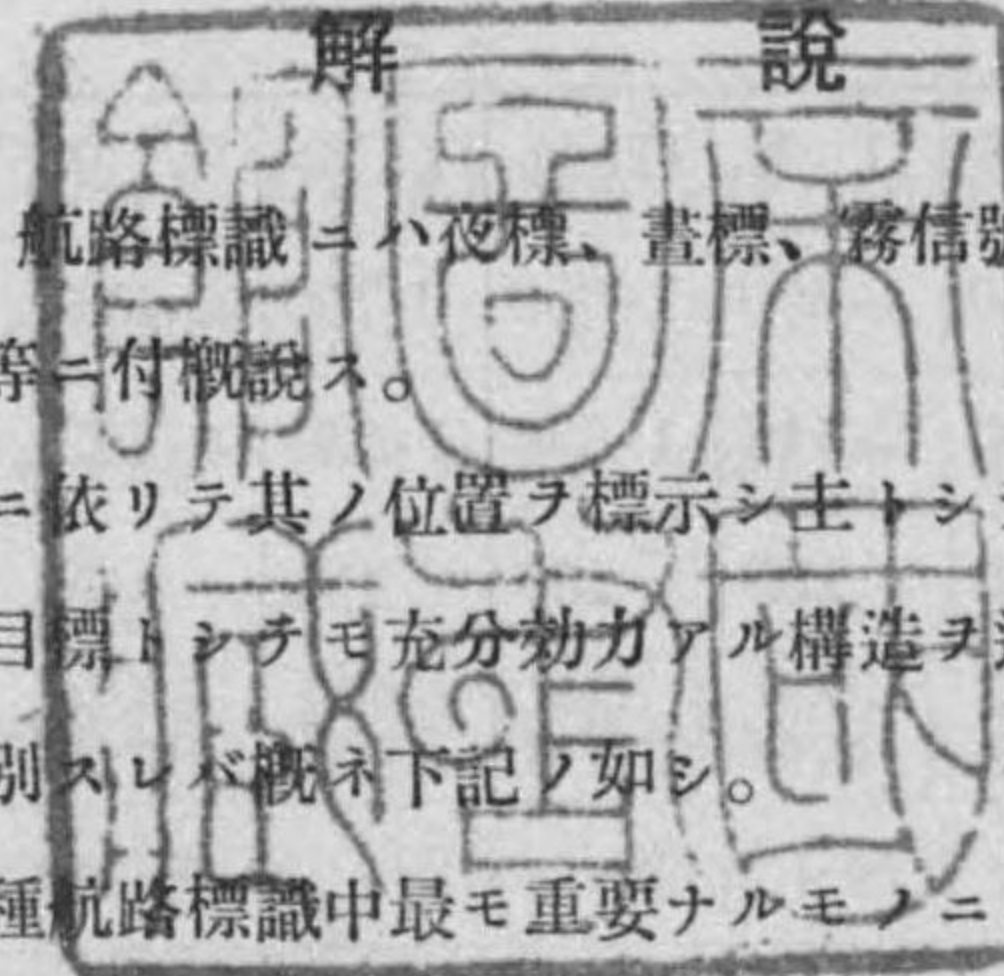 解說
航路標識ニハ夜標、晝標、霧信號
等ニ付概說ス。
ニ依リテ其ノ位置ヲ標示シ主トシ
目標トシテモ充分効力アル構造ヲ
別スレバ概ネ下記ノ如シ。
種航路標識中最モ重要ナルモノニ